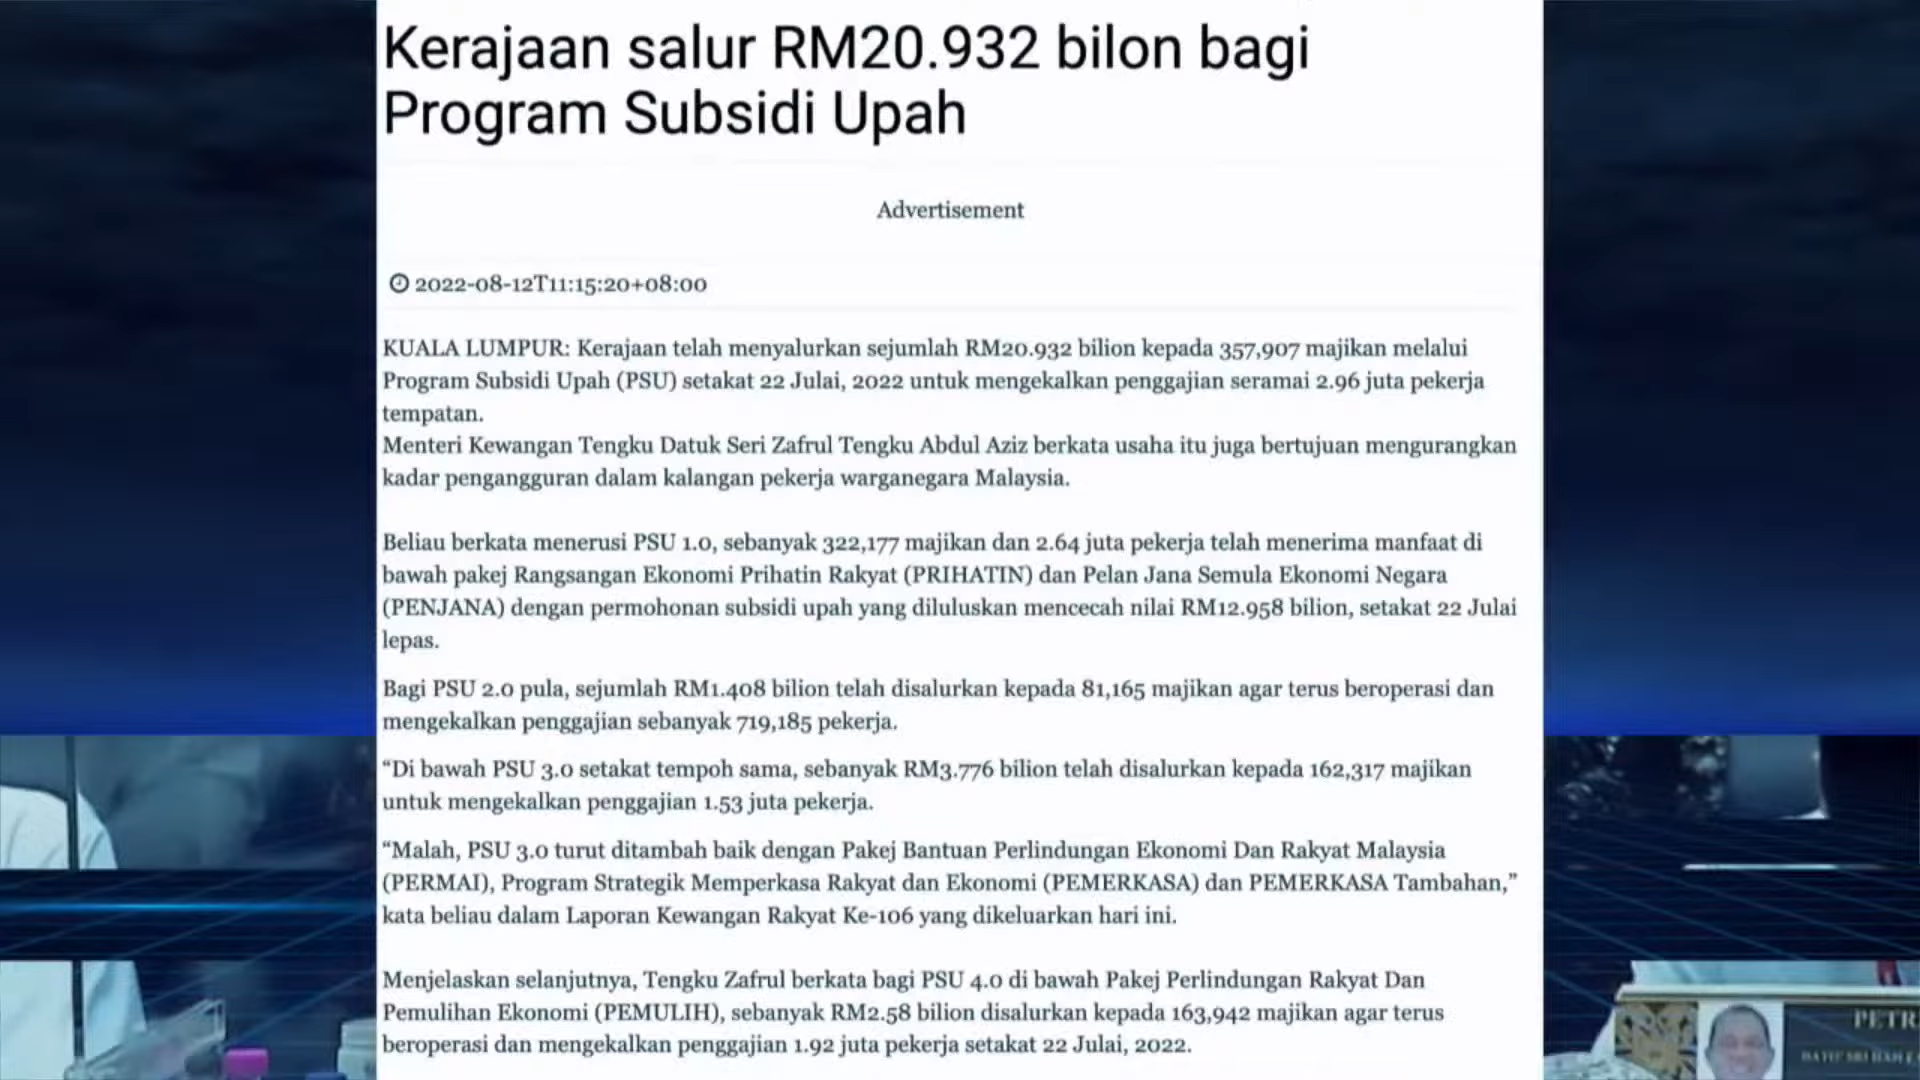 Kerajaan salur RM20.932 bilon bagi
Program Subsidi Upah
Advertisement
2022-08-12T11:15:20+08:00
KUALA LUMPUR: Kerajaan telah menyalurkan sejumlah RM20.932 bilion kepada 357,907 majikan melalui
Program Subsidi Upah (PSU) setakat 22 Julai, 2022 untuk mengekalkan penggajian seramai 2.96 juta pekerja
tempatan.
Menteri Kewangan Tengku Datuk Seri Zafrul Tengku Abdul Aziz berkata usaha itu juga bertujuan mengurangkan
kadar pengangguran dalam kalangan pekerja warganegara Malaysia.
Beliau berkata menerusi PSU 1.0, sebanyak 322,177 majikan dan 2.64 juta pekerja telah menerima manfaat di
bawah pakej Rangsangan Ekonomi Prihatin Rakyat (PRIHATIN) dan Pelan Jana Semula Ekonomi Negara
(PENJANA) dengan permohonan subsidi upah yang diluluskan mencecah nilai RM12.958 bilion, setakat 22 Julai
lepas.
Bagi PSU 2.0 pula, sejumlah RM1.408 bilion telah disalurkan kepada 81,165 majikan agar terus beroperasi dan
mengekalkan penggajian sebanyak 719,185 pekerja.
“Di bawah PSU 3.0 setakat tempoh sama, sebanyak RM3.776 bilion telah disalurkan kepada 162,317 majikan
untuk mengekalkan penggajian 1.53 juta pekerja.
“Malah, PSU 3.0 turut ditambah baik dengan Pakej Bantuan Perlindungan Ekonomi Dan Rakyat Malaysia
(PERMAI), Program Strategik Memperkasa Rakyat dan Ekonomi (PEMERKASA) dan PEMERKASA Tambahan,”
kata beliau dalam Laporan Kewangan Rakyat Ke-106 yang dikeluarkan hari ini.
Menjelaskan selanjutnya, Tengku Zafrul berkata bagi PSU 4.0 di bawah Pakej Perlindungan Rakyat Dan
Pemulihan Ekonomi (PEMULIH), sebanyak RM2.58 bilion disalurkan kepada 163,942 majikan agar terus
beroperasi dan mengekalkan penggajian 1.92 juta pekerja setakat 22 Julai, 2022.
PETR